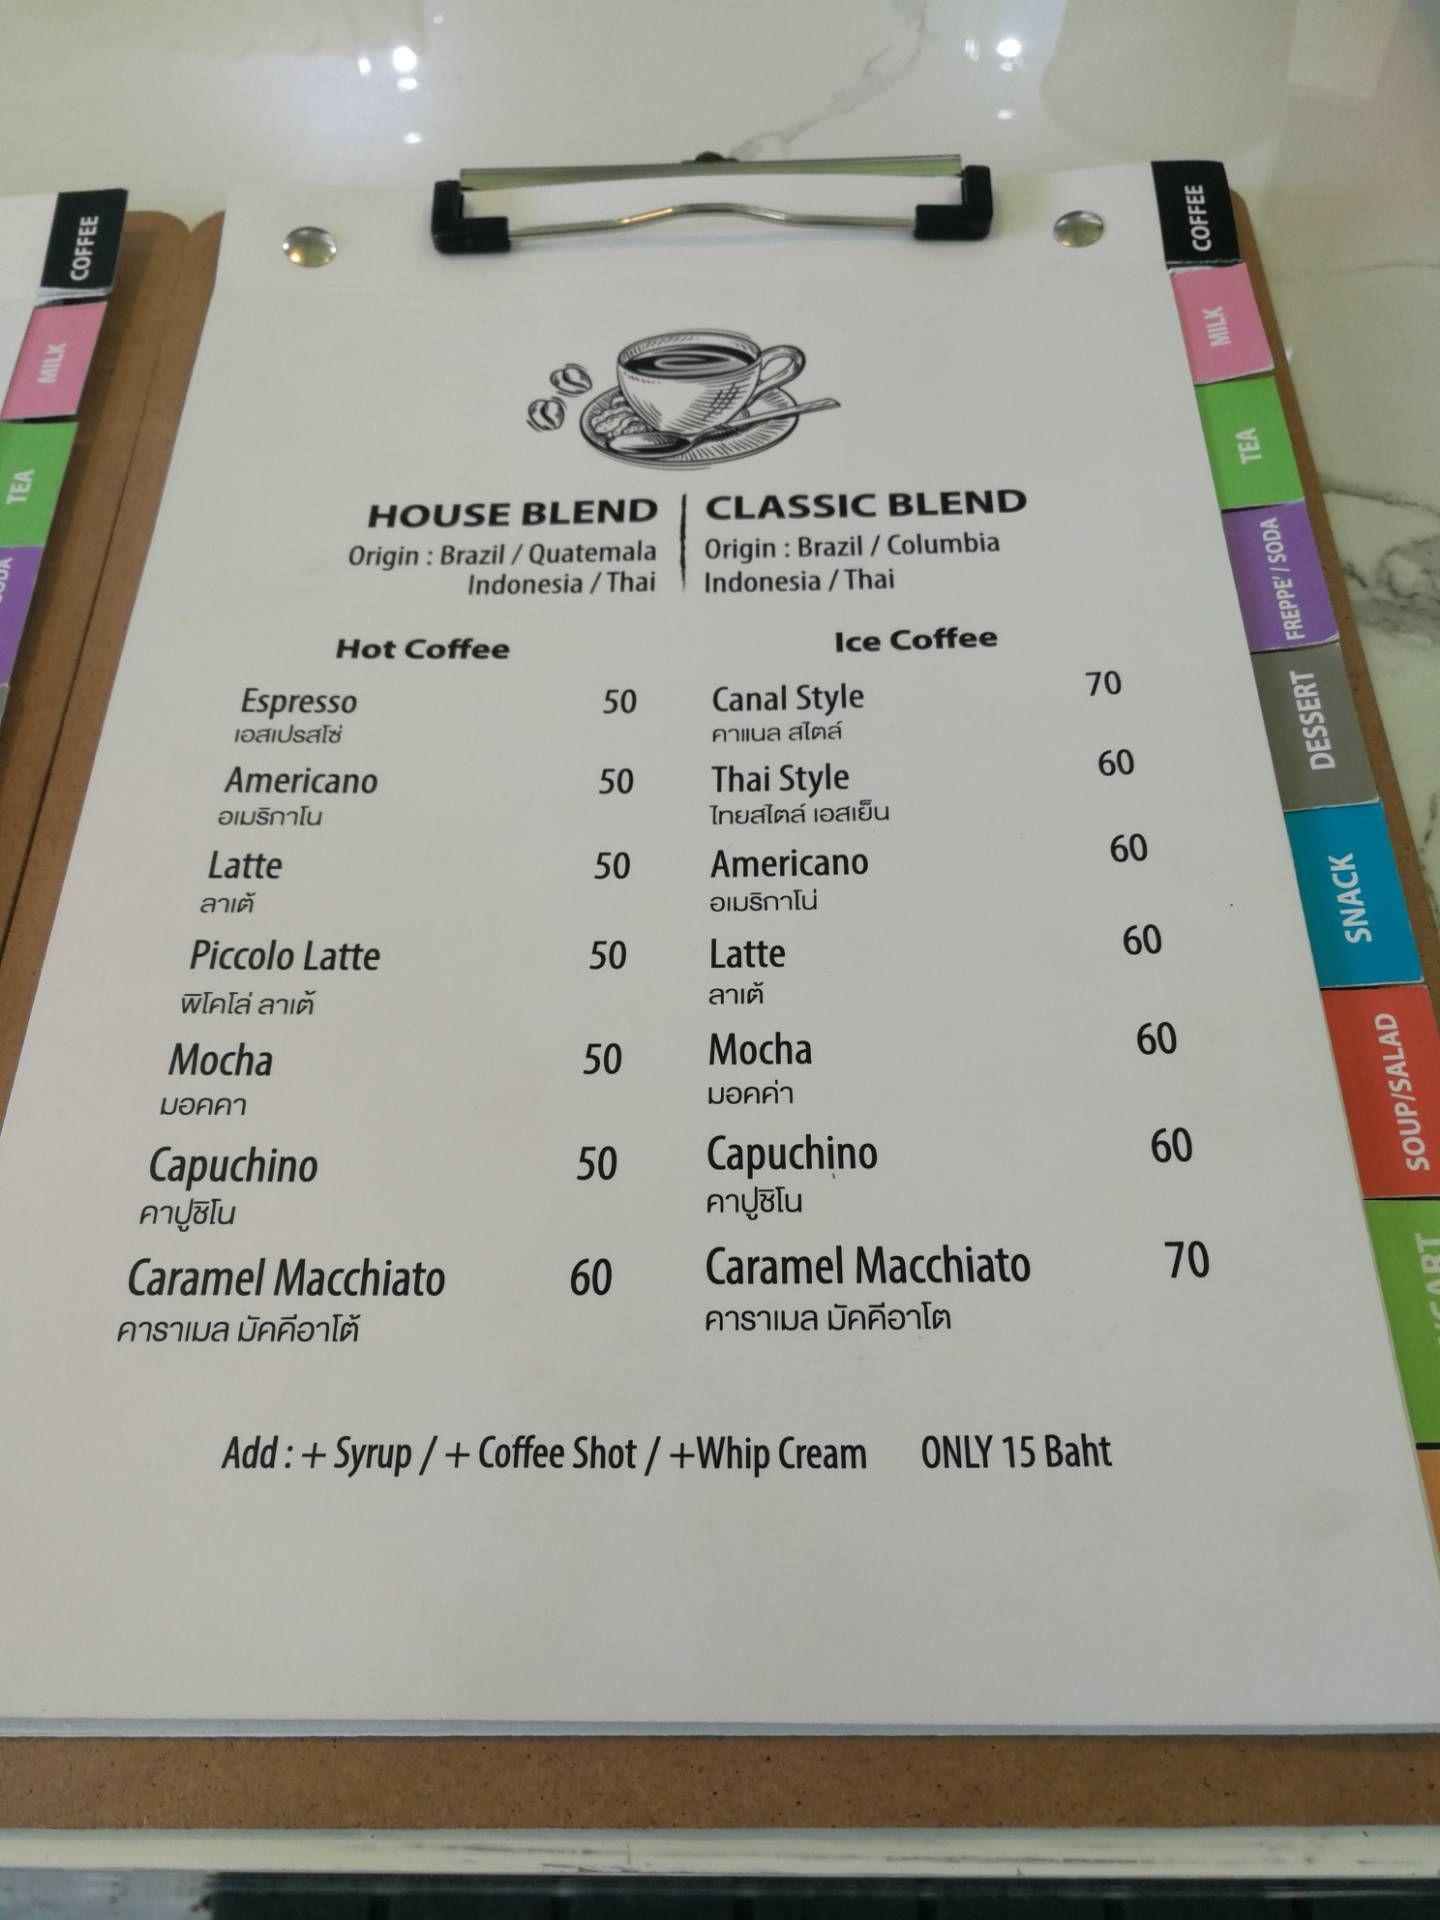 COFFEE
MILK
TEA
HOUSE BLEND
Origin : Brazil / Quatemala
Indonesia / Thai
CLASSIC BLEND
Origin : Brazil / Columbia
Indonesia / Thai
Hot Coffee
Espresso 50
เอสเปรสโซ่
Americano 50
อเมริกาโน
Latte 50
ลาเต้
Piccolo Latte 50
พิโคโล่ ลาเต้
Mocha 50
มอคคา
Capuchino 50
คาปูชิโน
Caramel Macchiato 60
คาราเมล มัคคีอาโต้
Ice Coffee
Canal Style 70
คาแนล สไตล์
Thai Style 60
ไทยสไตล์ เอสเย็น
Americano 60
อเมริกาโน่
Latte 60
ลาเต้
Mocha 60
มอคค่า
Capuchino 60
คาปูชิโน
Caramel Macchiato 70
คาราเมล มัคคีอาโต
Add : + Syrup / + Coffee Shot / +Whip Cream ONLY 15 Baht
COFFEE
MILK
TEA
FREPPE' / SODA
DESSERT
SNACK
SOUP/SALAD